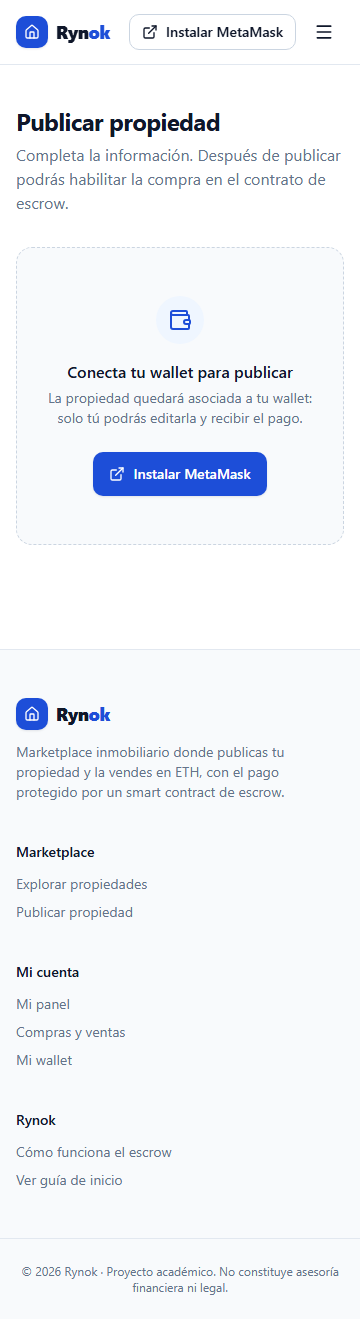 Rynok
Instalar MetaMask
Publicar propiedad
Completa la información. Después de publicar
podrás habilitar la compra en el contrato de
escrow.
Conecta tu wallet para publicar
La propiedad quedará asociada a tu wallet:
solo tú podrás editarla y recibir el pago.
Instalar MetaMask
Rynok
Marketplace inmobiliario donde publicas tu
propiedad y la vendes en ETH, con el pago
protegido por un smart contract de escrow.
Marketplace
Explorar propiedades
Publicar propiedad
Mi cuenta
Mi panel
Compras y ventas
Mi wallet
Rynok
Cómo funciona el escrow
Ver guía de inicio
© 2026 Rynok · Proyecto académico. No constituye asesoría
financiera ni legal.